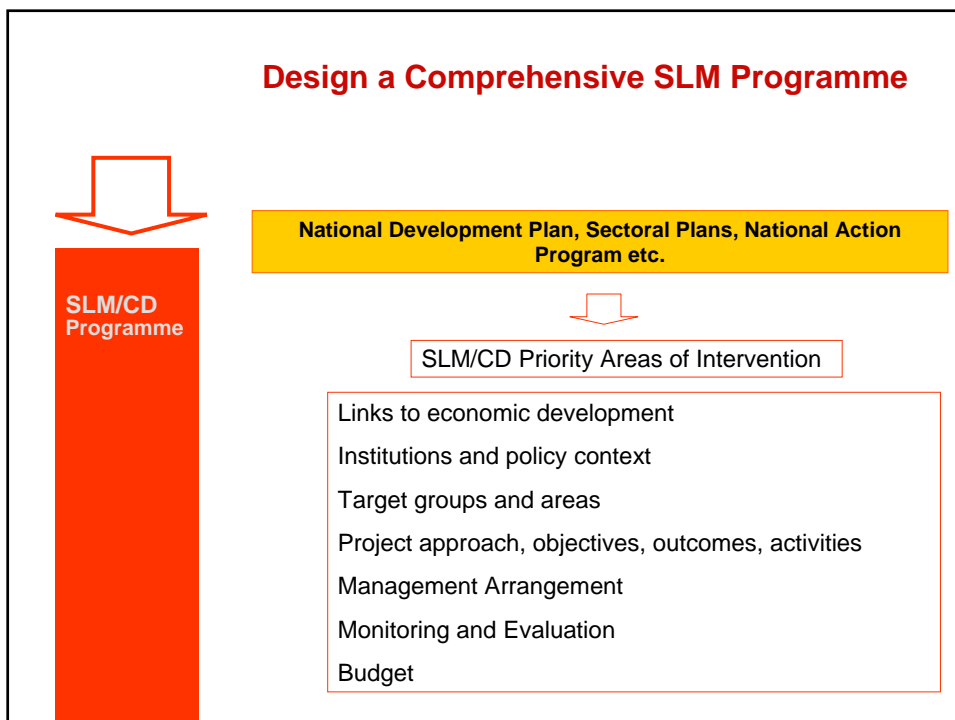 Design a Comprehensive SLM Programme
National Development Plan, Sectoral Plans, National Action
Program etc.
SLM/CD
Programme
SLM/CD Priority Areas of Intervention
Links to economic development
Institutions and policy context
Target groups and areas
Project approach, objectives, outcomes, activities
Management Arrangement
Monitoring and Evaluation
Budget